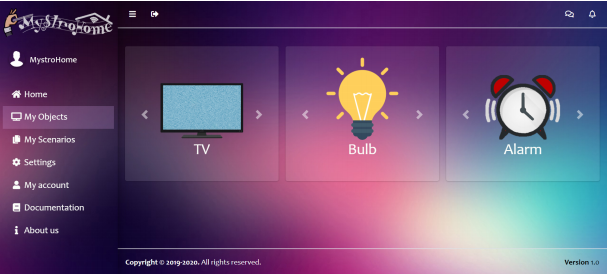 MystroHome
MystroHome
Home
My Objects
My Scenarios
Settings
My account
Documentation
About us
TV
Bulb
Alarm
Copyright © 2019-2020. All rights reserved.
Version 1.0